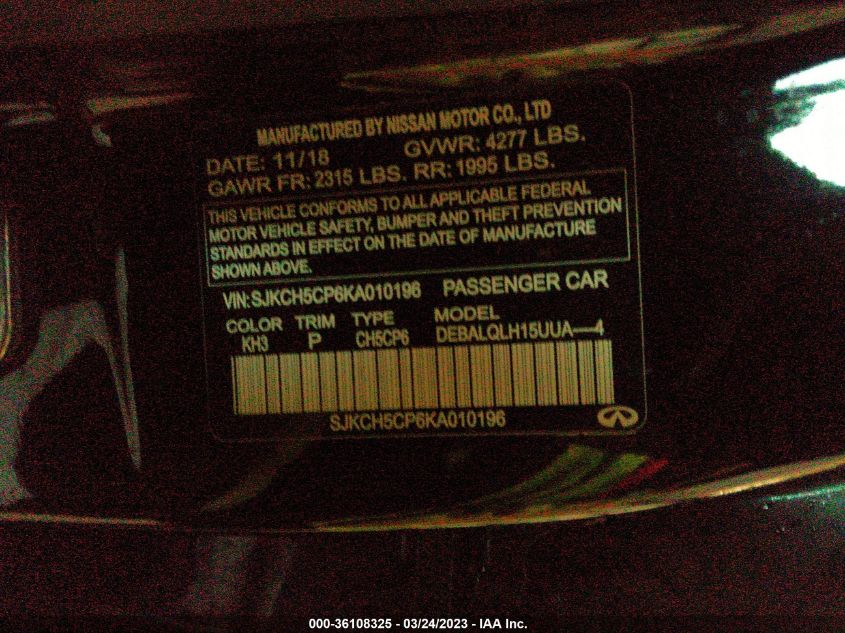 MANUFACTURED BY NISSAN MOTOR CO., LTD
DATE: 11/18 GVWR: 4277 LBS.
GAWR FR: 2315 LBS. RR: 1995 LBS.
THIS VEHICLE CONFORMS TO ALL APPLICABLE FEDERAL
MOTOR VEHICLE SAFETY, BUMPER AND THEFT PREVENTION
STANDARDS IN EFFECT ON THE DATE OF MANUFACTURE
SHOWN ABOVE.
VIN: SJKCH5CP6KA010196 PASSENGER CAR
COLOR TRIM TYPE MODEL
KH3 P CH5CP6 DEBALQLH15UUA—4
SJKCH5CP6KA010196
000-36108325 - 03/24/2023 - IAA Inc.